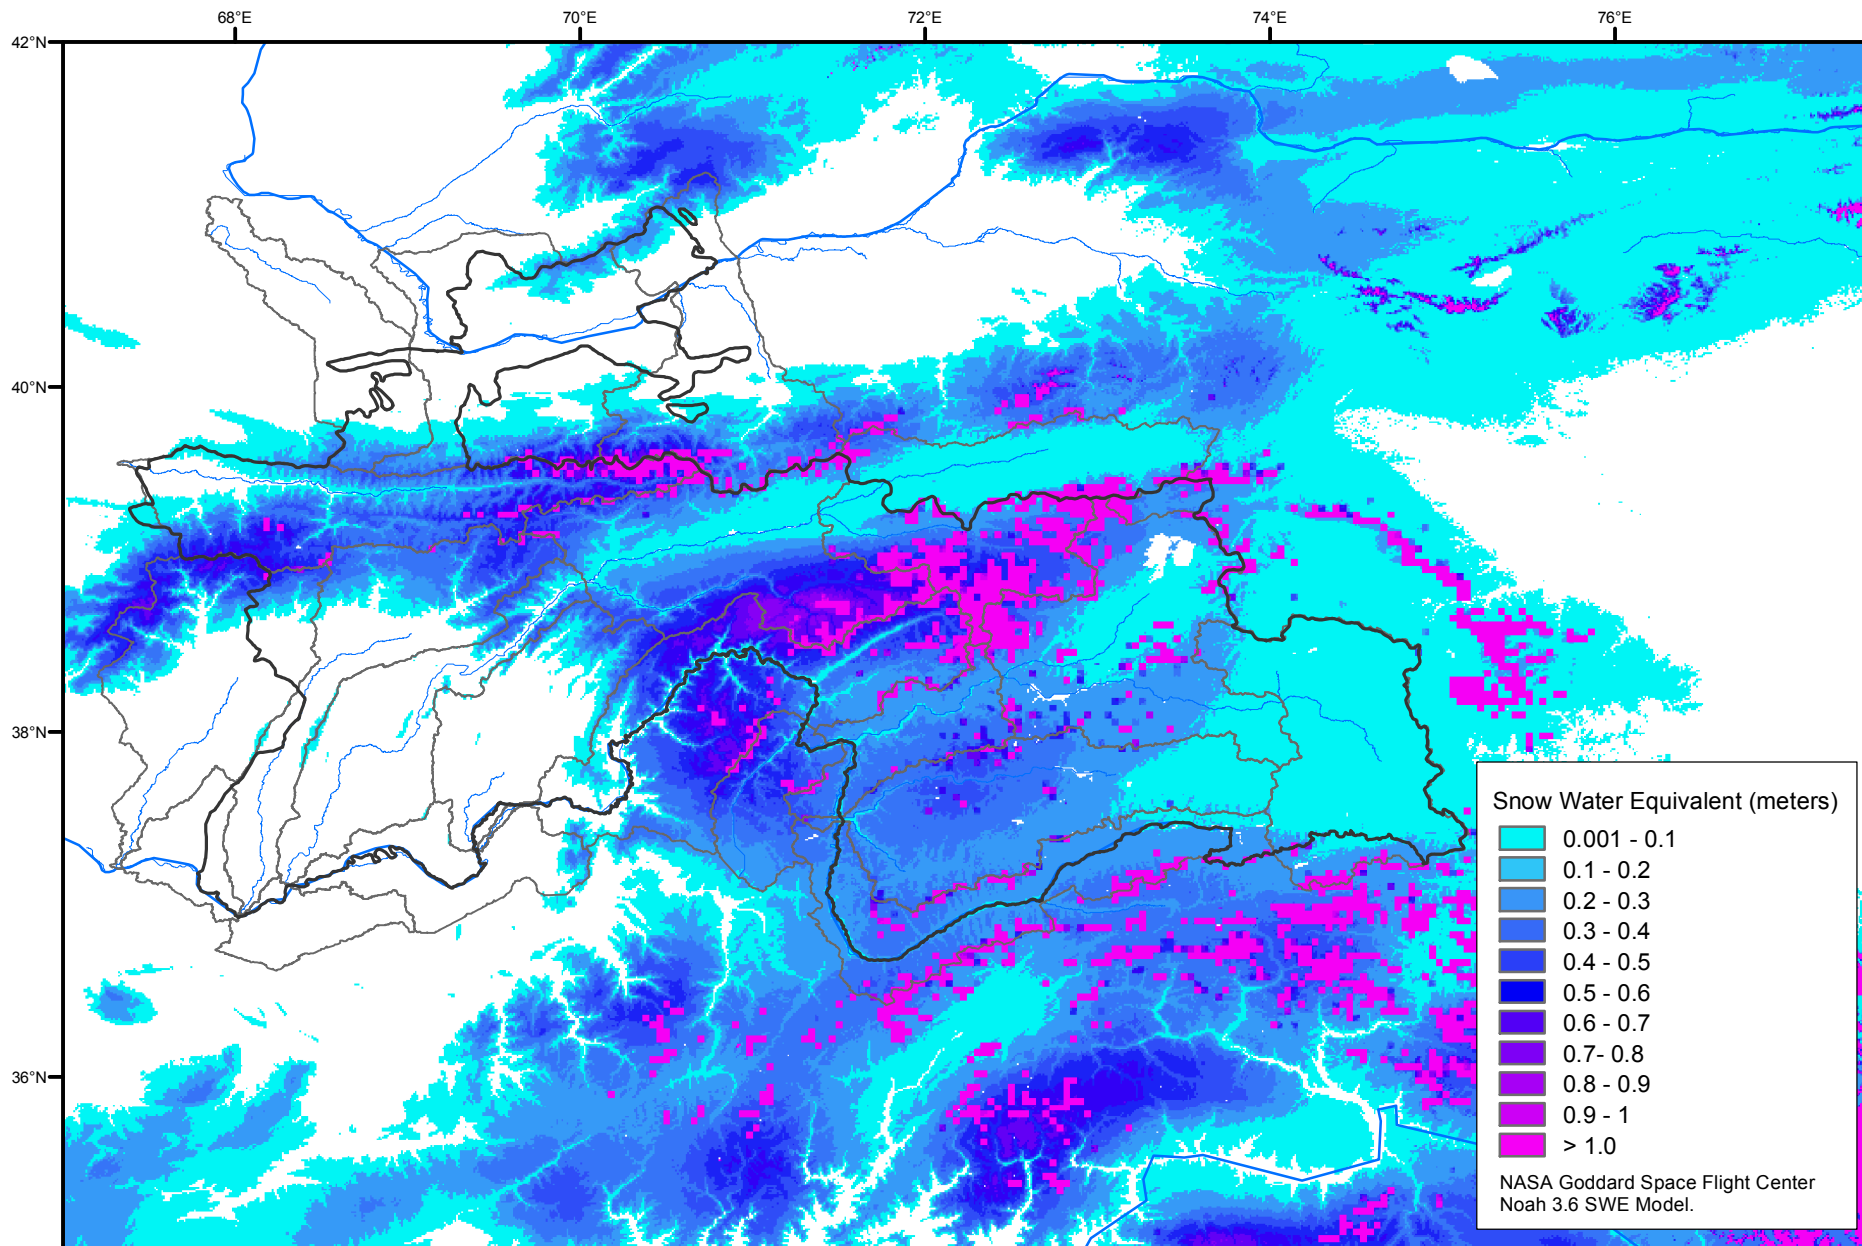 68°E
70°E
72°E
74°E
76°E
42°N
40°N
38°N
36°N
Snow Water Equivalent (meters)
0.001 - 0.1
0.1 - 0.2
0.2 - 0.3
0.3 - 0.4
0.4 - 0.5
0.5 - 0.6
0.6 - 0.7
0.7- 0.8
0.8 - 0.9
0.9 - 1
> 1.0
NASA Goddard Space Flight Center
Noah 3.6 SWE Model.